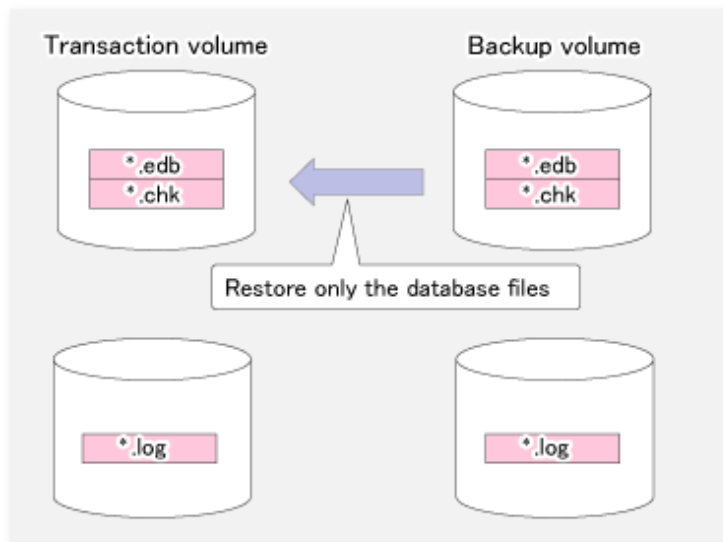 Transaction volume
Backup volume
*.edb
*.chk
*.edb
*.chk
Restore only the database files
*.log
*.log